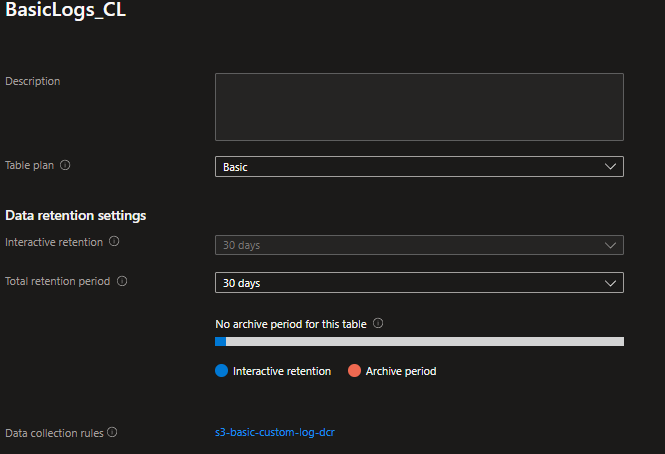 BasicLogs_CL
Description
Table plan
Basic
Data retention settings
Interactive retention
30 days
Total retention period
30 days
No archive period for this table
Interactive retention
Archive period
Data collection rules
s3-basic-custom-log-dcr